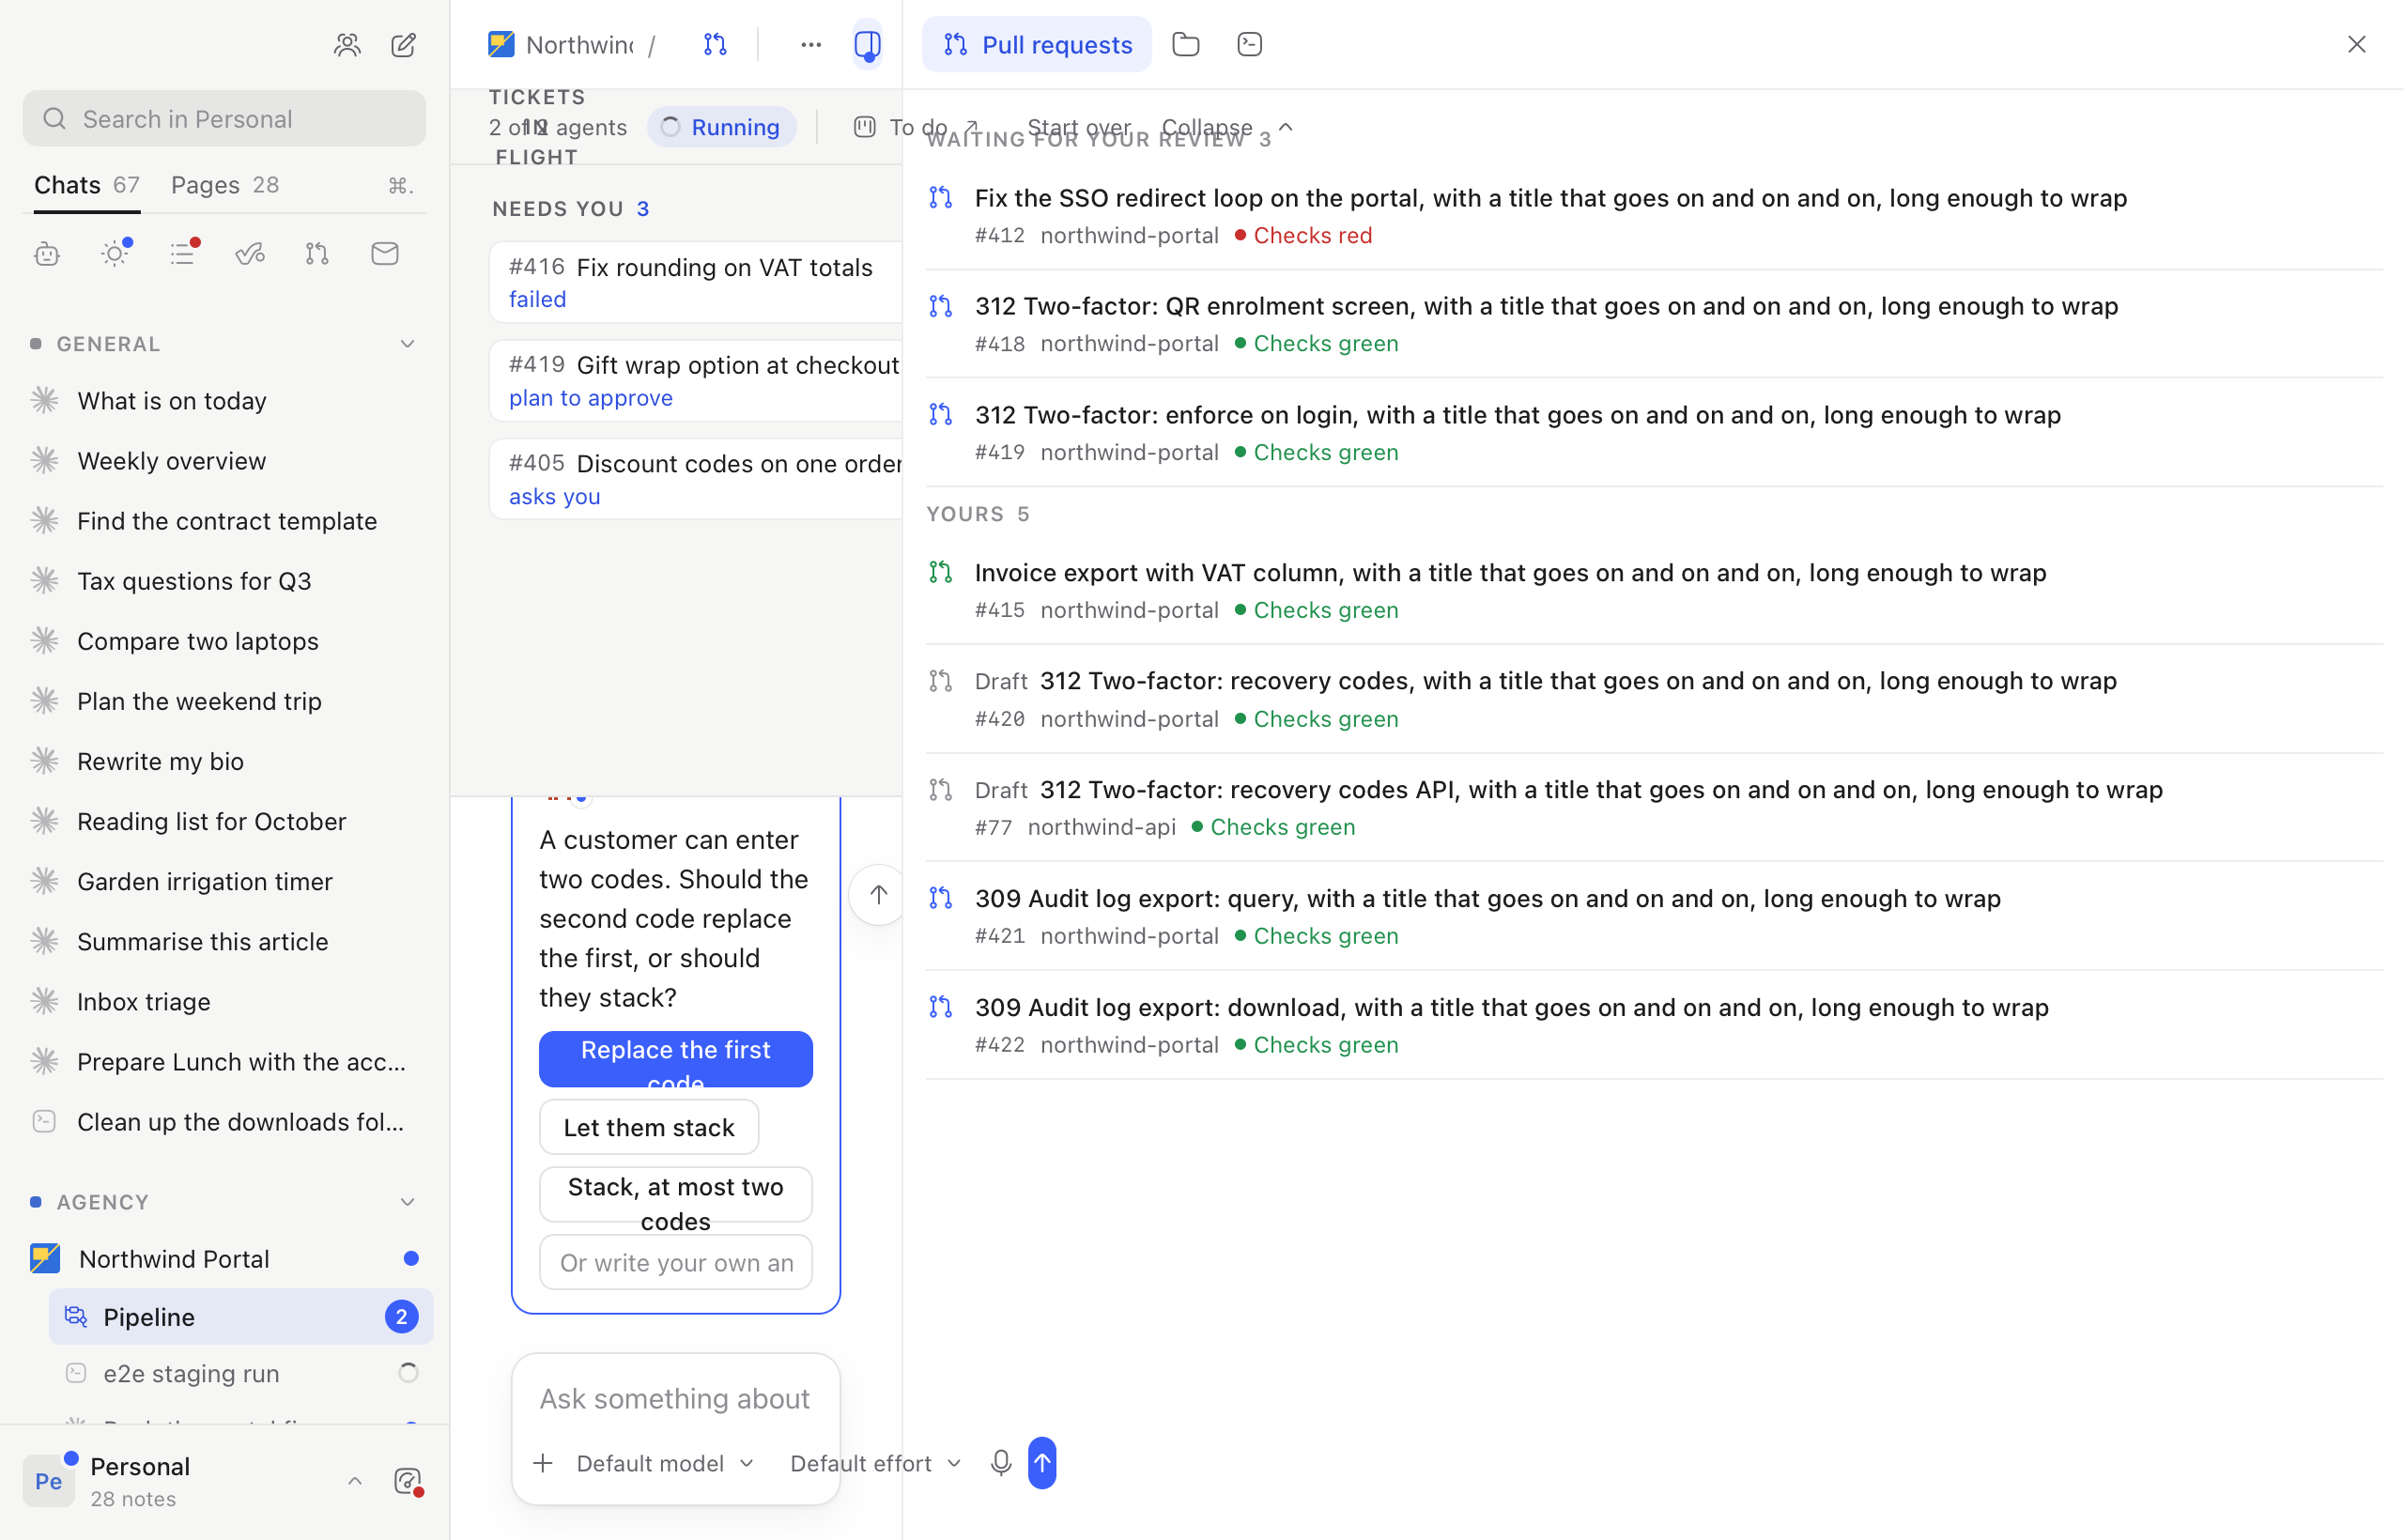 Search in Personal
Chats 67 Pages 28 ⌘.
GENERAL
What is on today
Weekly overview
Find the contract template
Tax questions for Q3
Compare two laptops
Plan the weekend trip
Rewrite my bio
Reading list for October
Garden irrigation timer
Summarise this article
Inbox triage
Prepare Lunch with the acc...
Clean up the downloads fol...
AGENCY
Northwind Portal
Pipeline 2
e2e staging run
Pe Personal
28 notes
Northwind /
TICKETS
IN
FLIGHT
2 of 2 agents Running To do Start over Collapse
NEEDS YOU 3
#416 Fix rounding on VAT totals
failed
#419 Gift wrap option at checkout
plan to approve
#405 Discount codes on one order
asks you
A customer can enter
two codes. Should the
second code replace
the first, or should
they stack?
Replace the first
code
Let them stack
Stack, at most two
codes
Or write your own an
Ask something about
Default model Default effort
Pull requests
WAITING FOR YOUR REVIEW 3
Fix the SSO redirect loop on the portal, with a title that goes on and on and on, long enough to wrap
#412 northwind-portal Checks red
312 Two-factor: QR enrolment screen, with a title that goes on and on and on, long enough to wrap
#418 northwind-portal Checks green
312 Two-factor: enforce on login, with a title that goes on and on and on, long enough to wrap
#419 northwind-portal Checks green
YOURS 5
Invoice export with VAT column, with a title that goes on and on and on, long enough to wrap
#415 northwind-portal Checks green
Draft 312 Two-factor: recovery codes, with a title that goes on and on and on, long enough to wrap
#420 northwind-portal Checks green
Draft 312 Two-factor: recovery codes API, with a title that goes on and on and on, long enough to wrap
#77 northwind-api Checks green
309 Audit log export: query, with a title that goes on and on and on, long enough to wrap
#421 northwind-portal Checks green
309 Audit log export: download, with a title that goes on and on and on, long enough to wrap
#422 northwind-portal Checks green